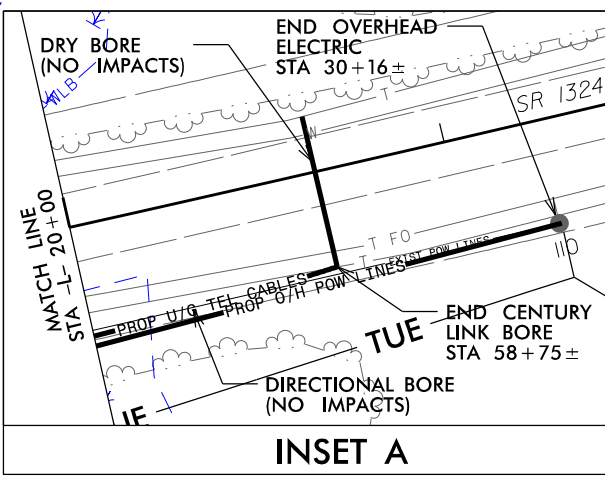 DRY BORE
(NO IMPACTS)
END OVERHEAD
ELECTRIC
STA 30+16±
WLB
T
SR 1324
W
MATCH LINE
STA -L- 20+00
T FO
T
EXIST POW LINES
110
PROP U/G TEL CABLES
PROP O/H POW LINES
END CENTURY
LINK BORE
STA 58+75±
TUE
DIRECTIONAL BORE
(NO IMPACTS)
INSET A